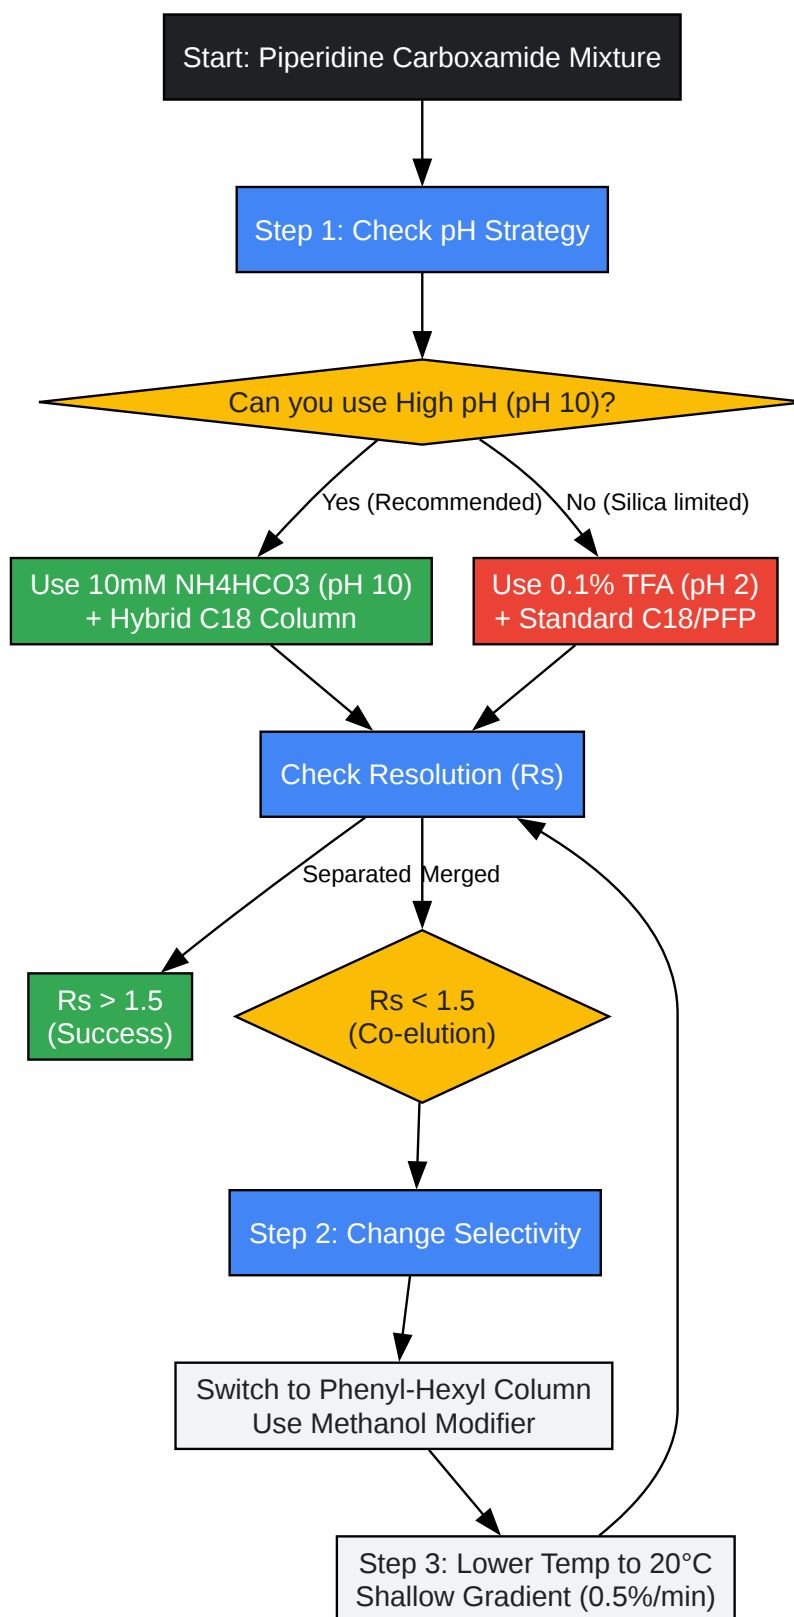 Start: Piperidine Carboxamide Mixture
Step 1: Check pH Strategy
Can you use High pH (pH 10)?
Yes (Recommended)
No (Silica limited)
Use 10mM NH4HCO3 (pH 10)
+ Hybrid C18 Column
Use 0.1% TFA (pH 2)
+ Standard C18/PFP
Check Resolution (Rs)
Separated
Merged
Rs > 1.5
(Success)
Rs < 1.5
(Co-elution)
Step 2: Change Selectivity
Switch to Phenyl-Hexyl Column
Use Methanol Modifier
Step 3: Lower Temp to 20°C
Shallow Gradient (0.5%/min)